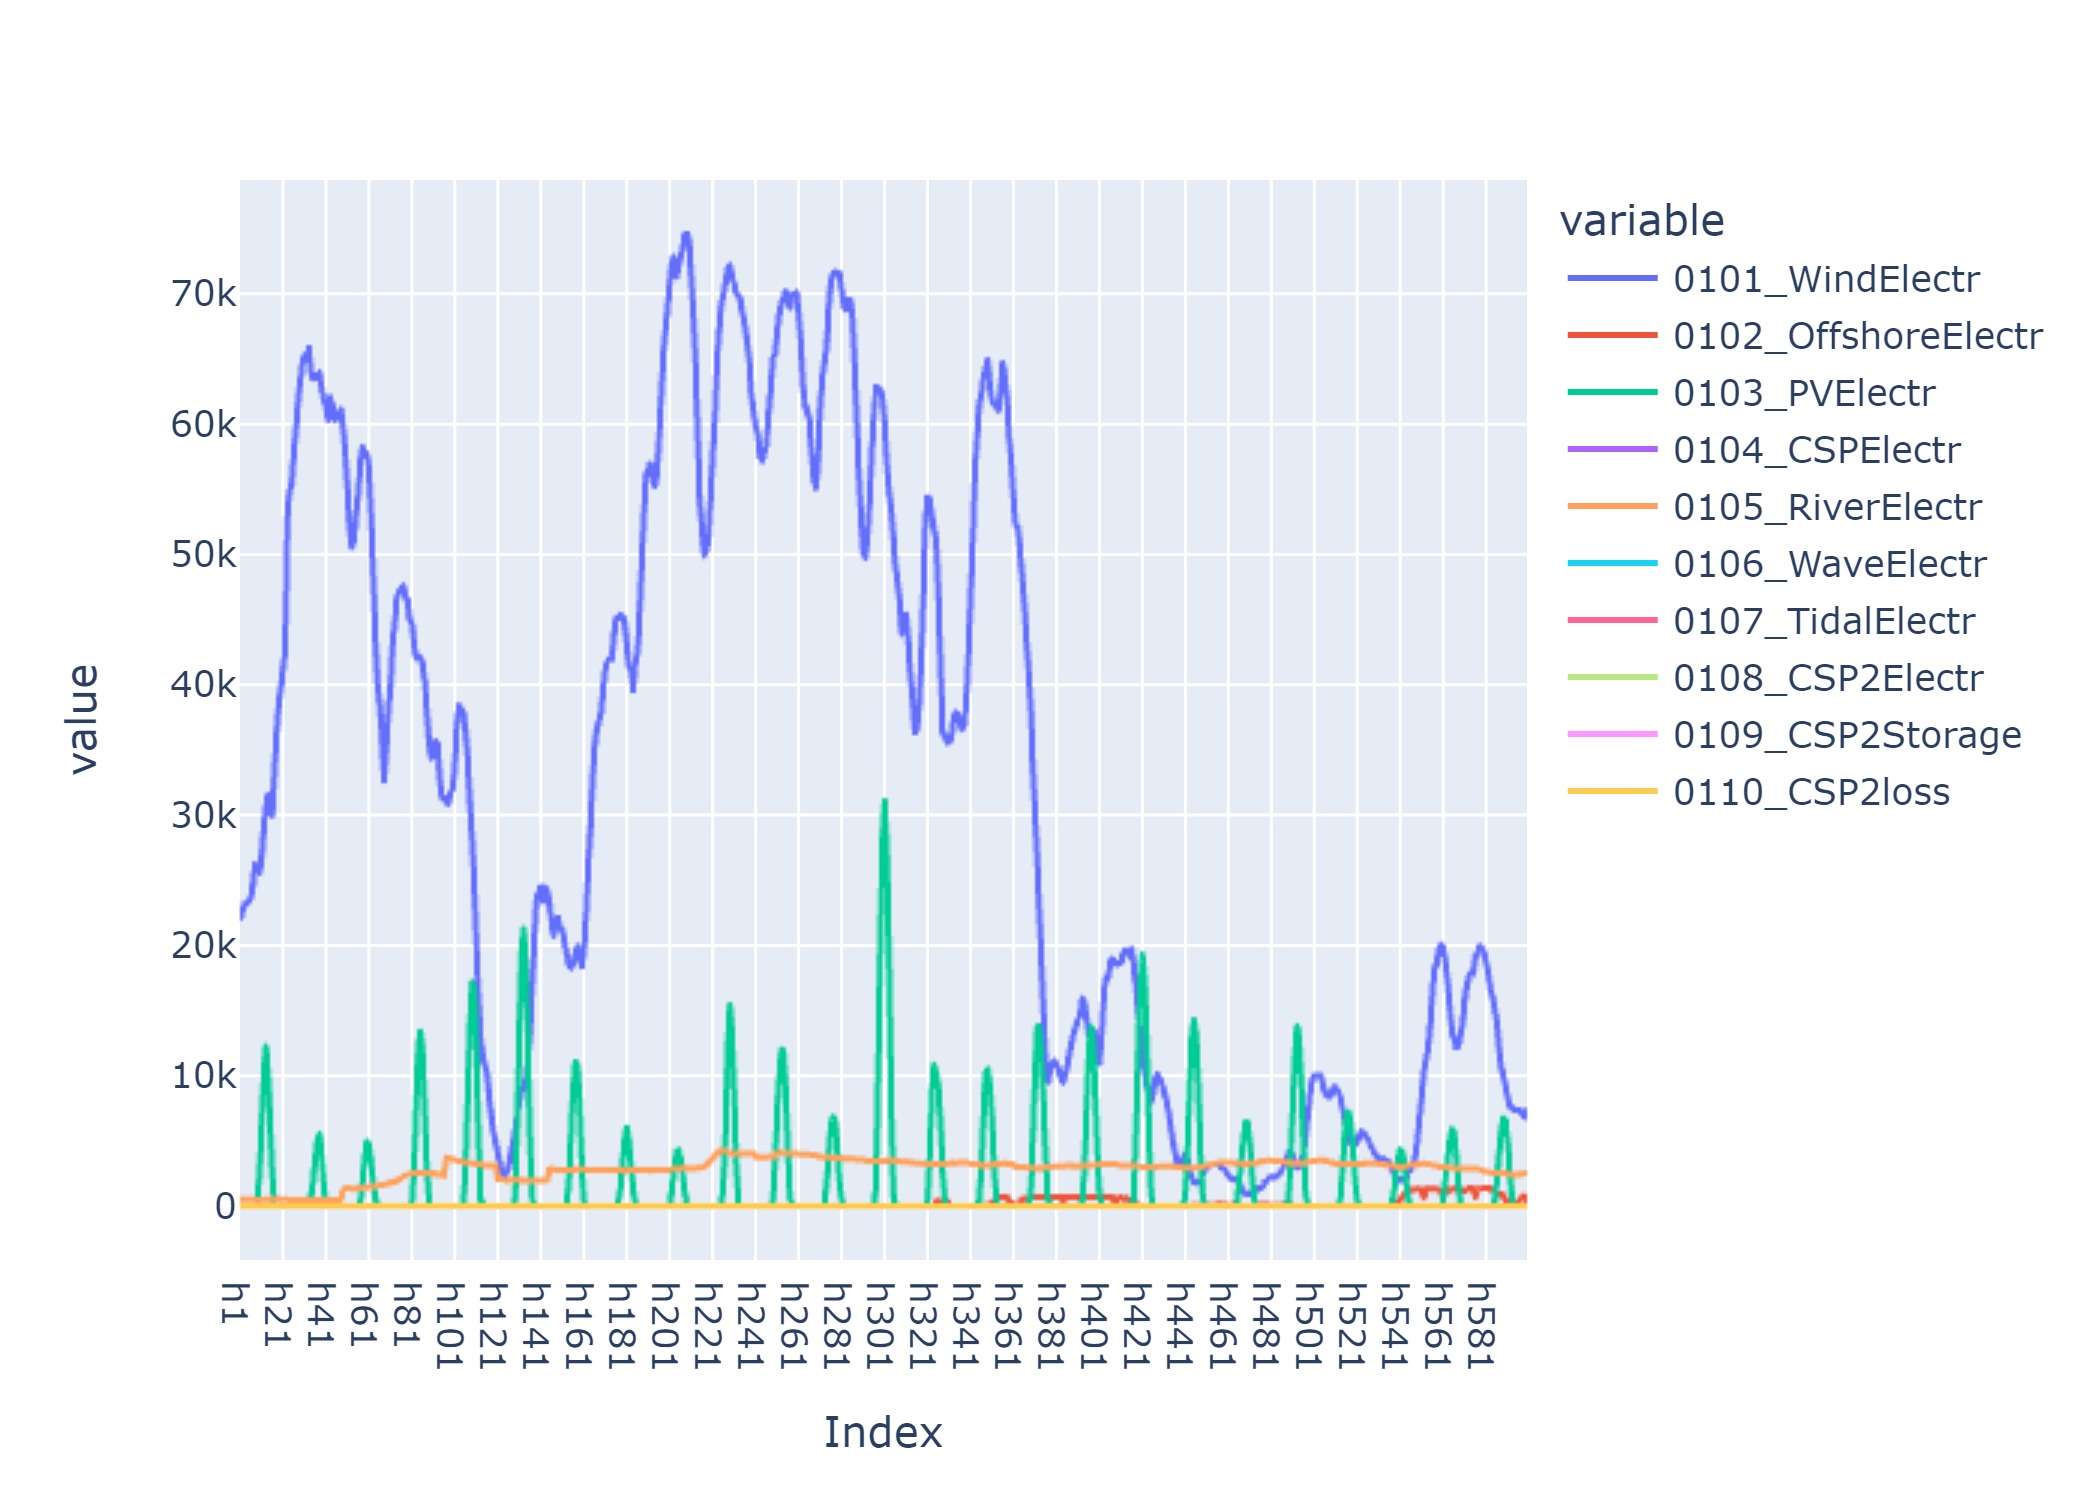 variable
0101_WindElectr
0102_OffshoreElectr
0103_PVElectr
0104_CSPElectr
0105_RiverElectr
0106_WaveElectr
0107_TidalElectr
0108_CSP2Electr
0109_CSP2Storage
0110_CSP2loss
70k
60k
50k
40k
30k
20k
10k
0
value
h1
h21
h41
h61
h81
h101
h121
h141
h161
h181
h201
h221
h241
h261
h281
h301
h321
h341
h361
h381
h401
h421
h441
h461
h481
h501
h521
h541
h561
h581
Index